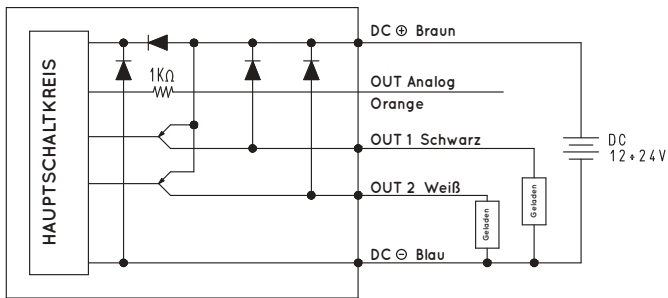 DC ⊕ Braun
1KΩ
OUT Analog
Orange
OUT 1 Schwarz
DC
12÷24V
OUT 2 Weiß
Geladen
Geladen
DC ⊖ Blau
HAUPTSCHALTKREIS